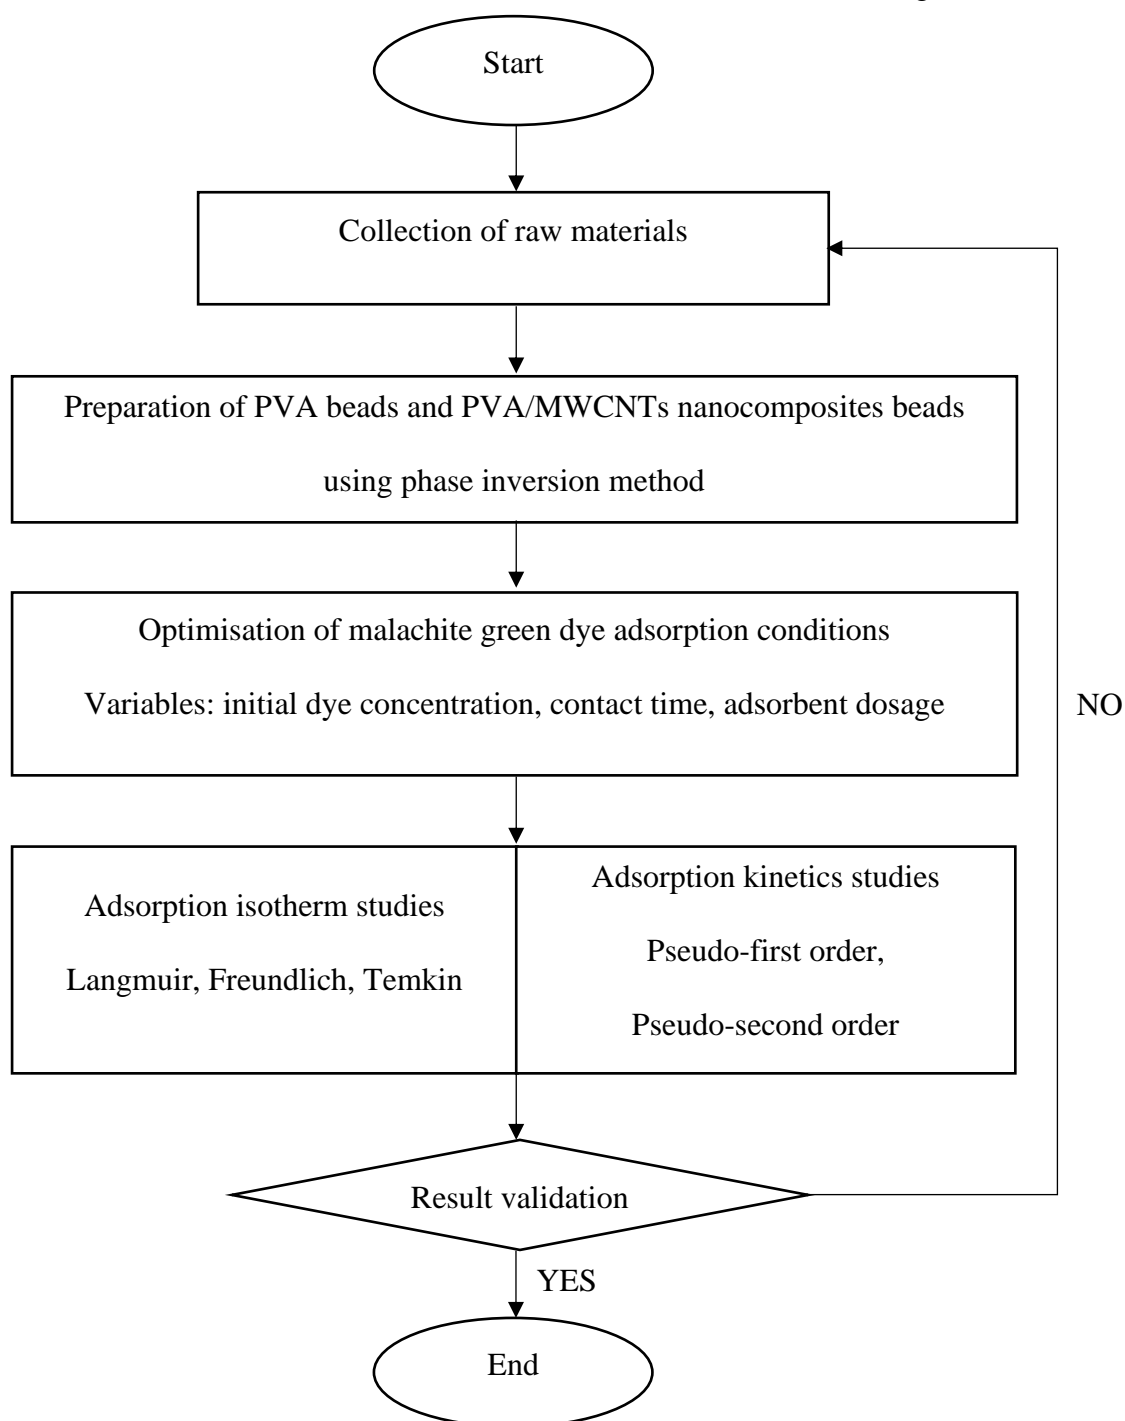 Start
Collection of raw materials
Preparation of PVA beads and PVA/MWCNTs nanocomposites beads
using phase inversion method
Optimisation of malachite green dye adsorption conditions
Variables: initial dye concentration, contact time, adsorbent dosage
NO
Adsorption isotherm studies
Langmuir, Freundlich, Temkin
Adsorption kinetics studies
Pseudo-first order,
Pseudo-second order
Result validation
YES
End